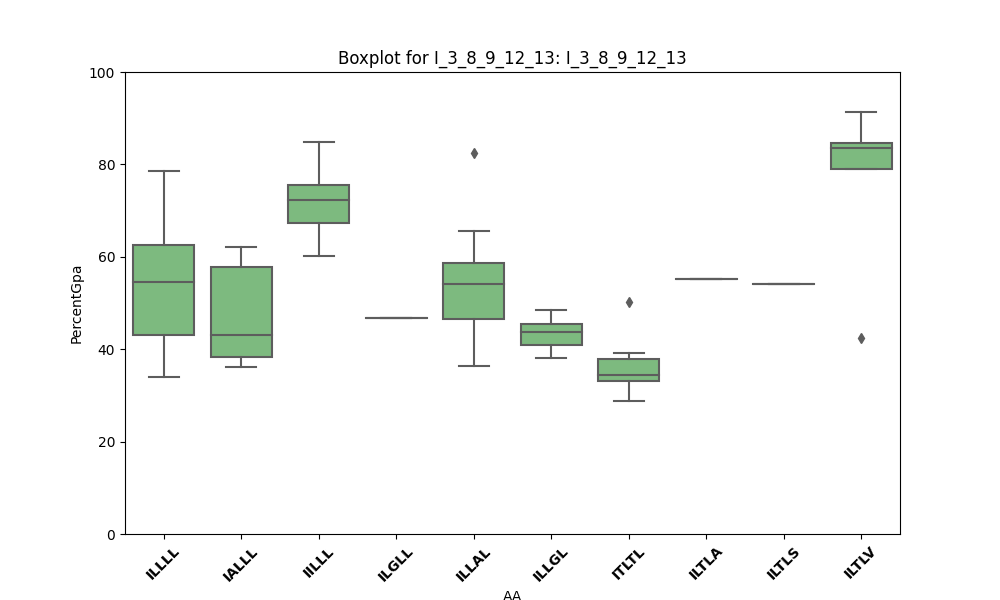 Boxplot for I_3_8_9_12_13: I_3_8_9_12_13
100
80
60
40
20
0
PercentGpa
ILLLL
IALLL
IILLL
ILGLL
ILLAL
ILLGL
ITLTL
ILTLA
ILTLS
ILTLV
AA